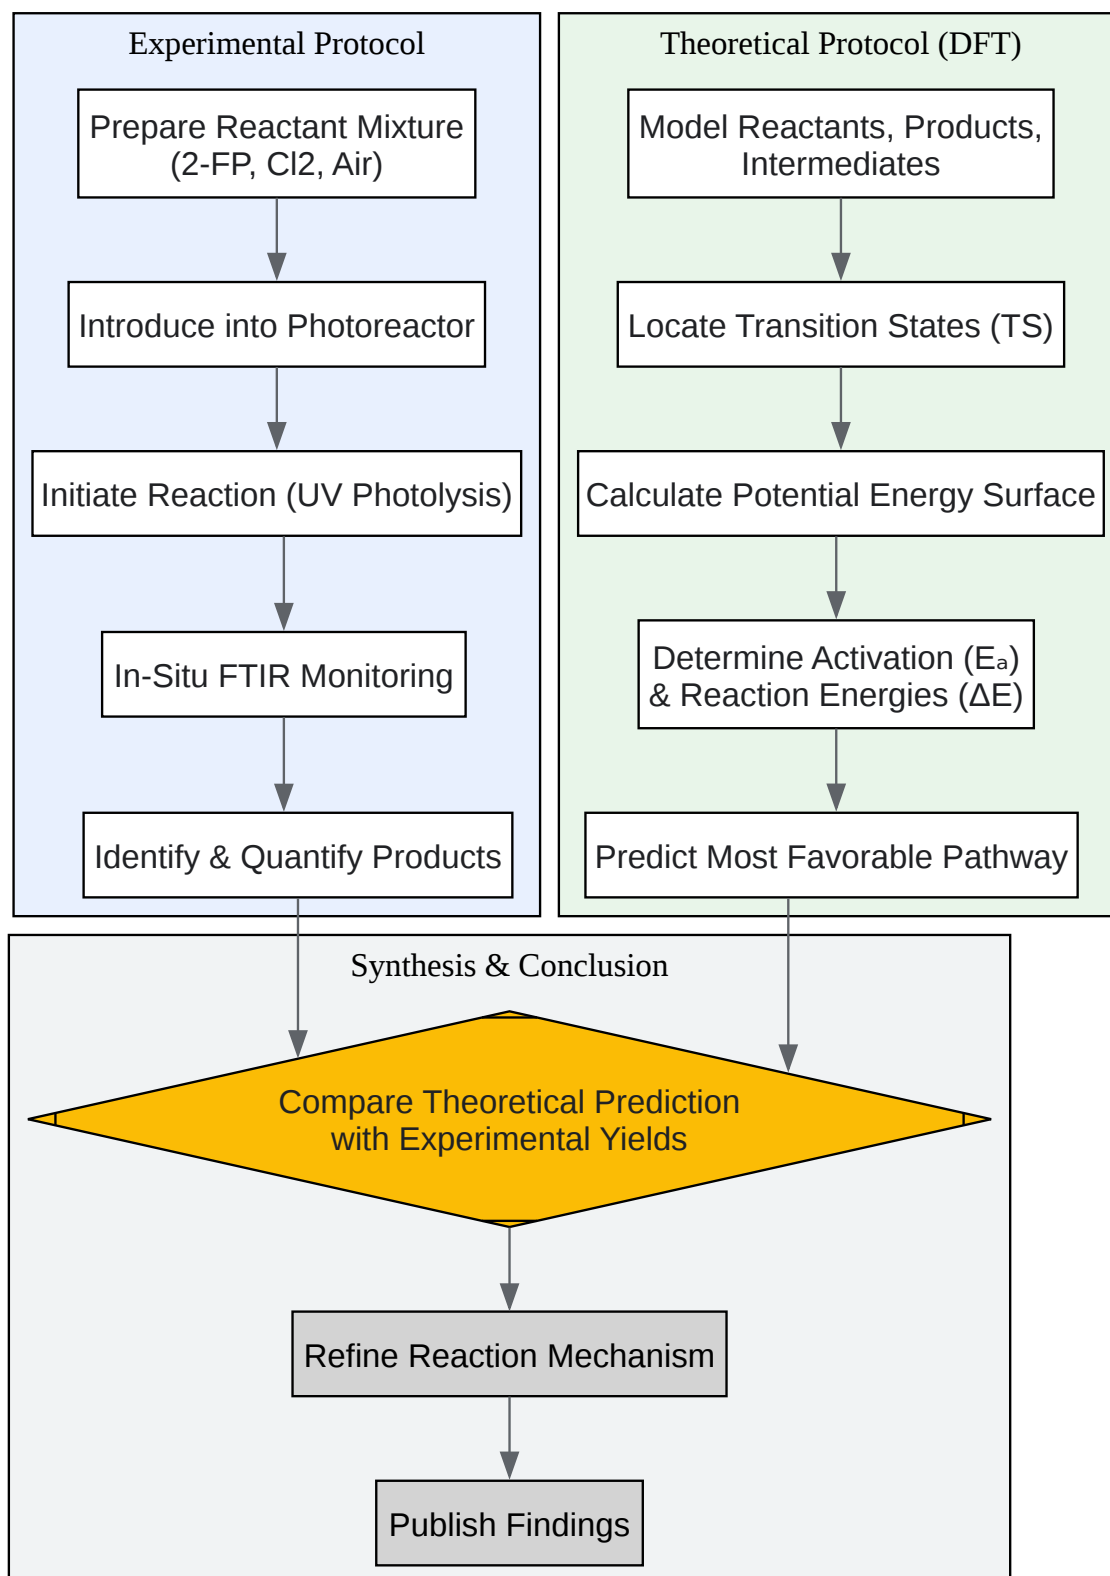 Experimental Protocol
Prepare Reactant Mixture
(2-FP, Cl2, Air)
Introduce into Photoreactor
Initiate Reaction (UV Photolysis)
In-Situ FTIR Monitoring
Identify & Quantify Products
Theoretical Protocol (DFT)
Model Reactants, Products,
Intermediates
Locate Transition States (TS)
Calculate Potential Energy Surface
Determine Activation (Eₐ)
& Reaction Energies (ΔE)
Predict Most Favorable Pathway
Synthesis & Conclusion
Compare Theoretical Prediction
with Experimental Yields
Refine Reaction Mechanism
Publish Findings